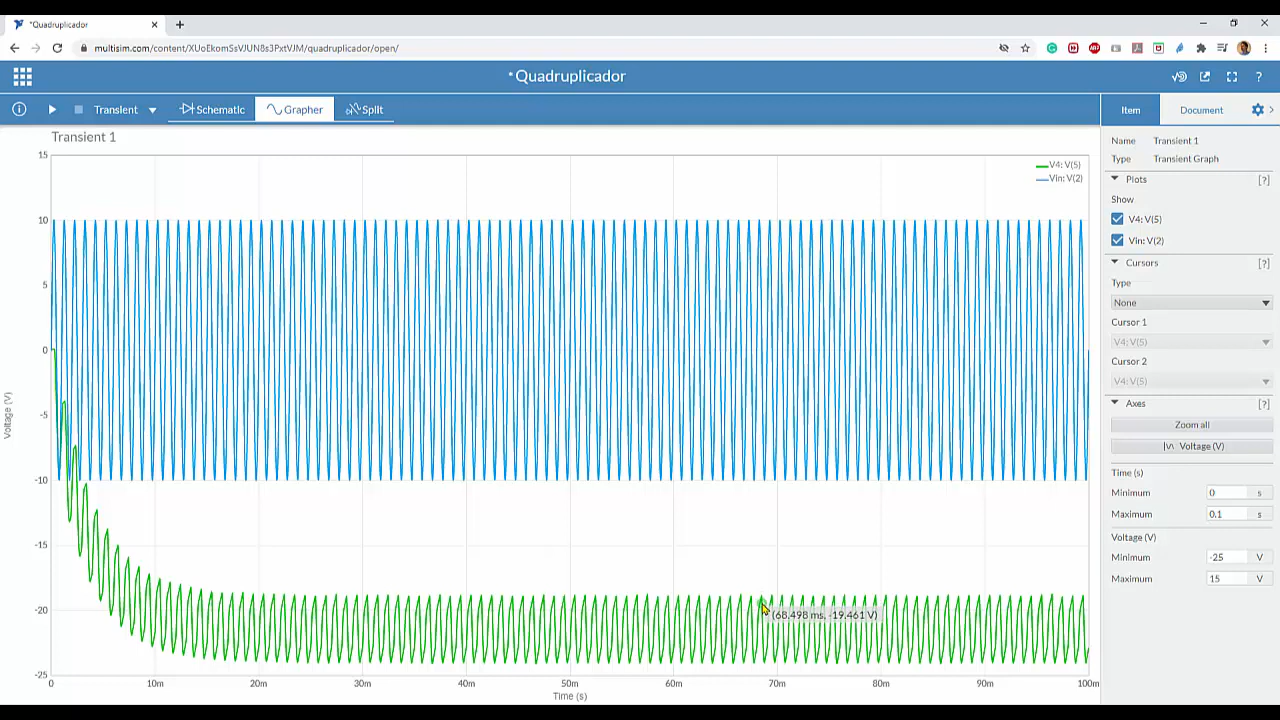 *Quadruplicador
multisim.com/content/XUoEkomSsVJUN8s3PxtVJM/quadruplicador/open/
*Quadruplicador
Transient
Schematic
Grapher
Split
Item
Document
Transient 1
Name Transient 1
Type Transient Graph
Plots [?]
Show
V4: V(5)
Vin: V(2)
Cursors [?]
Type
None
Cursor 1
V4: V(5)
Cursor 2
V4: V(5)
Axes [?]
Zoom all
Voltage (V)
Time (s)
Minimum 0 s
Maximum 0.1 s
Voltage (V)
Minimum -25 V
Maximum 15 V
V4: V(5)
Vin: V(2)
15
10
5
0
-5
-10
-15
-20
-25
Voltage (V)
(68.498 ms, -19.461 V)
0 10m 20m 30m 40m 50m 60m 70m 80m 90m 100m
Time (s)